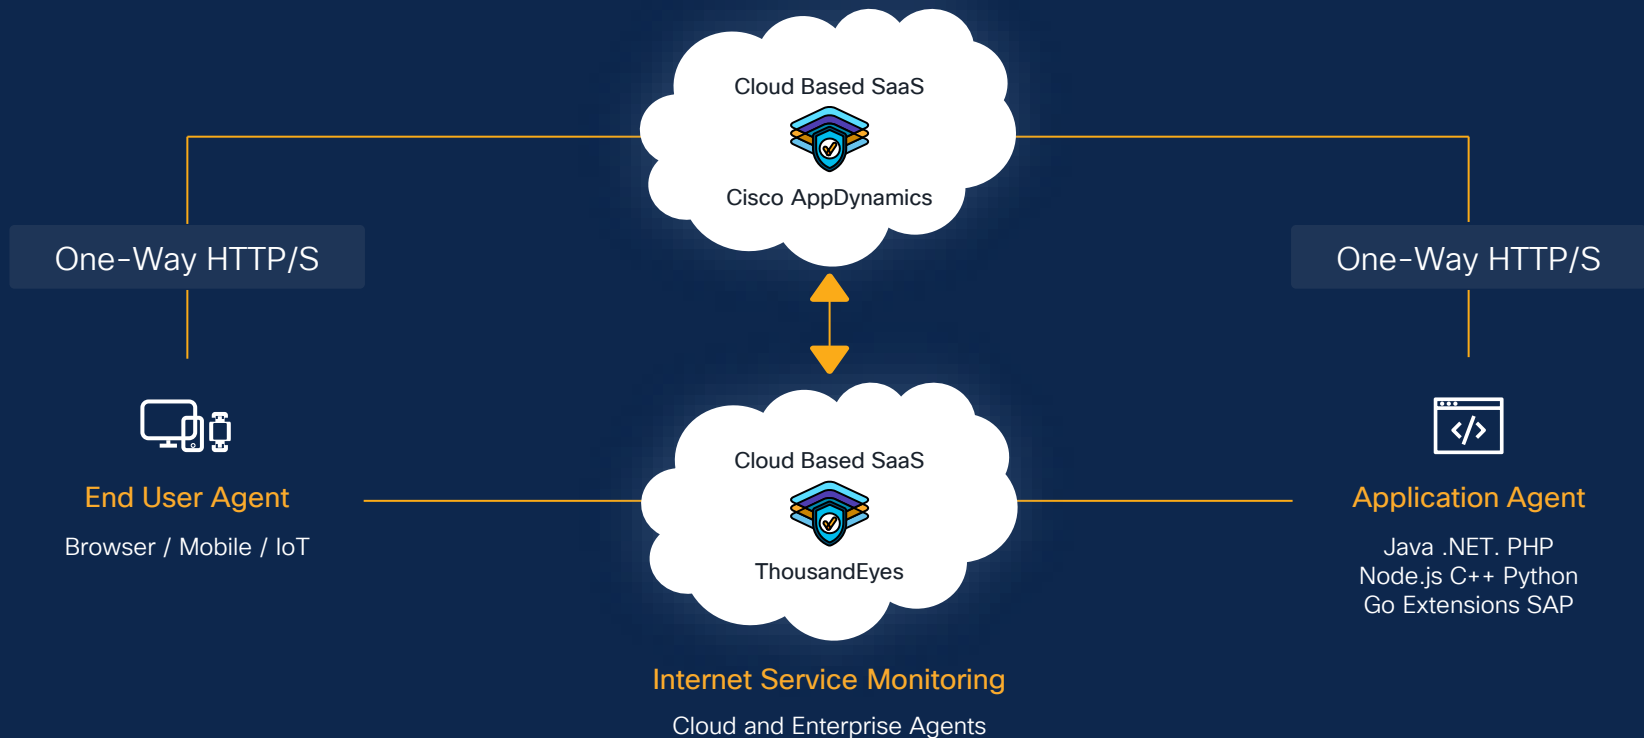 Cloud Based SaaS
Cisco AppDynamics
One-Way HTTP/S
One-Way HTTP/S
</>
End User Agent
Browser / Mobile / IoT
Cloud Based SaaS
ThousandEyes
Application Agent
Java .NET. PHP
Node.js C++ Python
Go Extensions SAP
Internet Service Monitoring
Cloud and Enterprise Agents